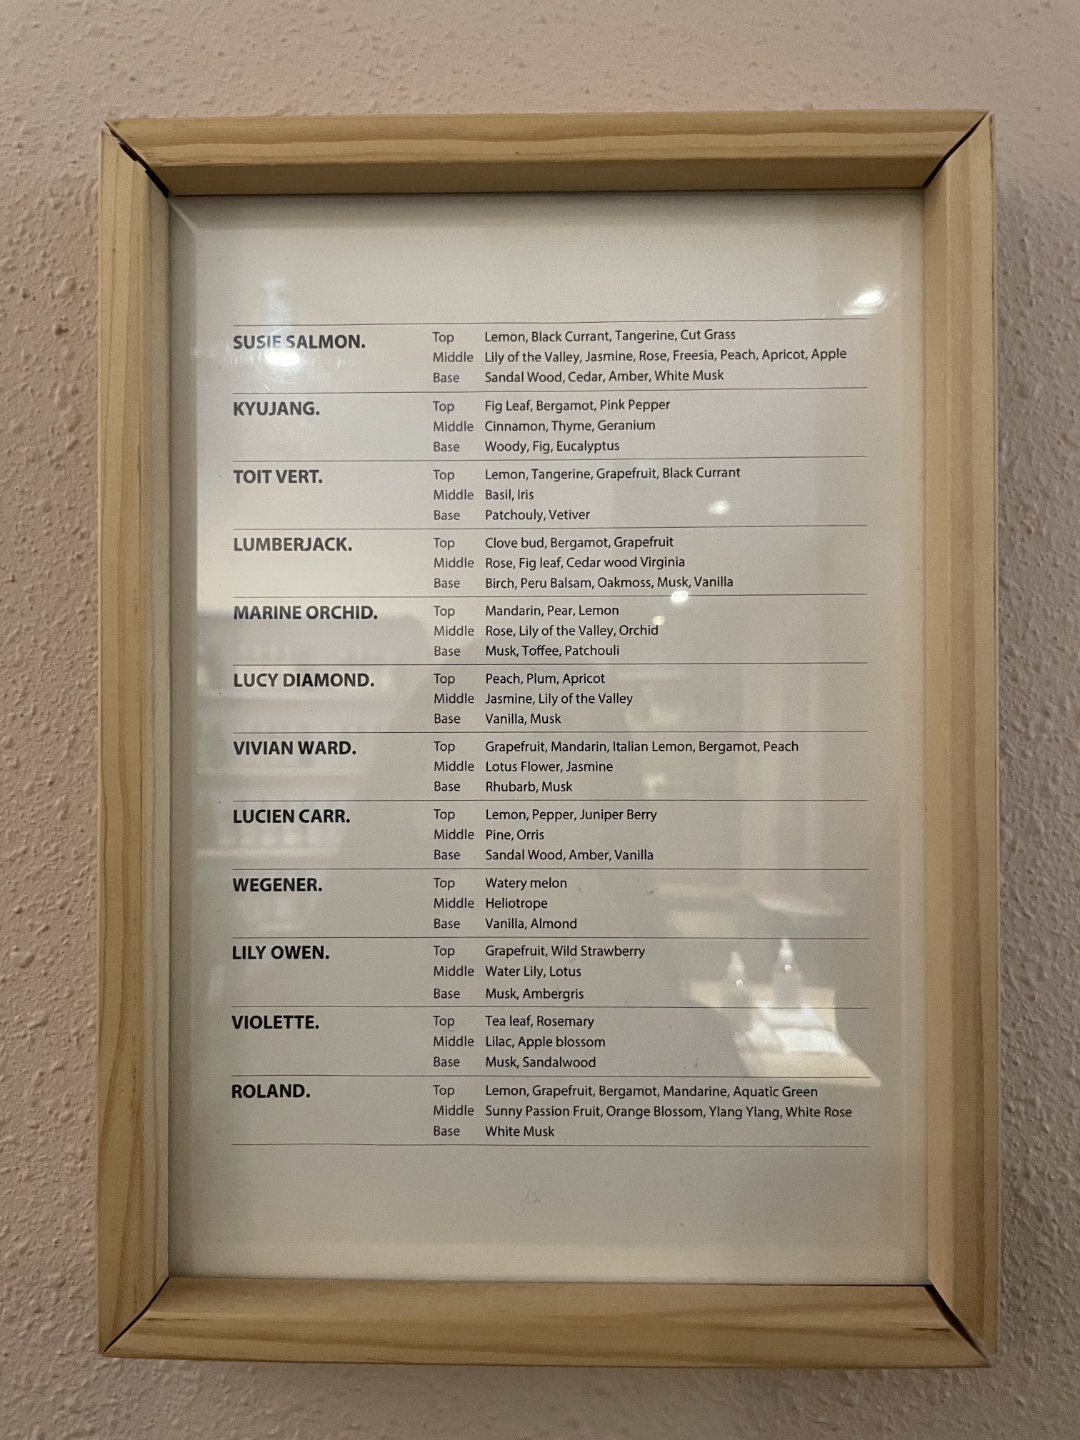 SUSIE SALMON.
Top Lemon, Black Currant, Tangerine, Cut Grass
Middle Lily of the Valley, Jasmine, Rose, Freesia, Peach, Apricot, Apple
Base Sandal Wood, Cedar, Amber, White Musk
KYUJANG.
Top Fig Leaf, Bergamot, Pink Pepper
Middle Cinnamon, Thyme, Geranium
Base Woody, Fig, Eucalyptus
TOIT VERT.
Top Lemon, Tangerine, Grapefruit, Black Currant
Middle Basil, Iris
Base Patchouly, Vetiver
LUMBERJACK.
Top Clove bud, Bergamot, Grapefruit
Middle Rose, Fig leaf, Cedar wood Virginia
Base Birch, Peru Balsam, Oakmoss, Musk, Vanilla
MARINE ORCHID.
Top Mandarin, Pear, Lemon
Middle Rose, Lily of the Valley, Orchid
Base Musk, Toffee, Patchouli
LUCY DIAMOND.
Top Peach, Plum, Apricot
Middle Jasmine, Lily of the Valley
Base Vanilla, Musk
VIVIAN WARD.
Top Grapefruit, Mandarin, Italian Lemon, Bergamot, Peach
Middle Lotus Flower, Jasmine
Base Rhubarb, Musk
LUCIEN CARR.
Top Lemon, Pepper, Juniper Berry
Middle Pine, Orris
Base Sandal Wood, Amber, Vanilla
WEGENER.
Top Watery melon
Middle Heliotrope
Base Vanilla, Almond
LILY OWEN.
Top Grapefruit, Wild Strawberry
Middle Water Lily, Lotus
Base Musk, Ambergris
VIOLETTE.
Top Tea leaf, Rosemary
Middle Lilac, Apple blossom
Base Musk, Sandalwood
ROLAND.
Top Lemon, Grapefruit, Bergamot, Mandarine, Aquatic Green
Middle Sunny Passion Fruit, Orange Blossom, Ylang Ylang, White Rose
Base White Musk